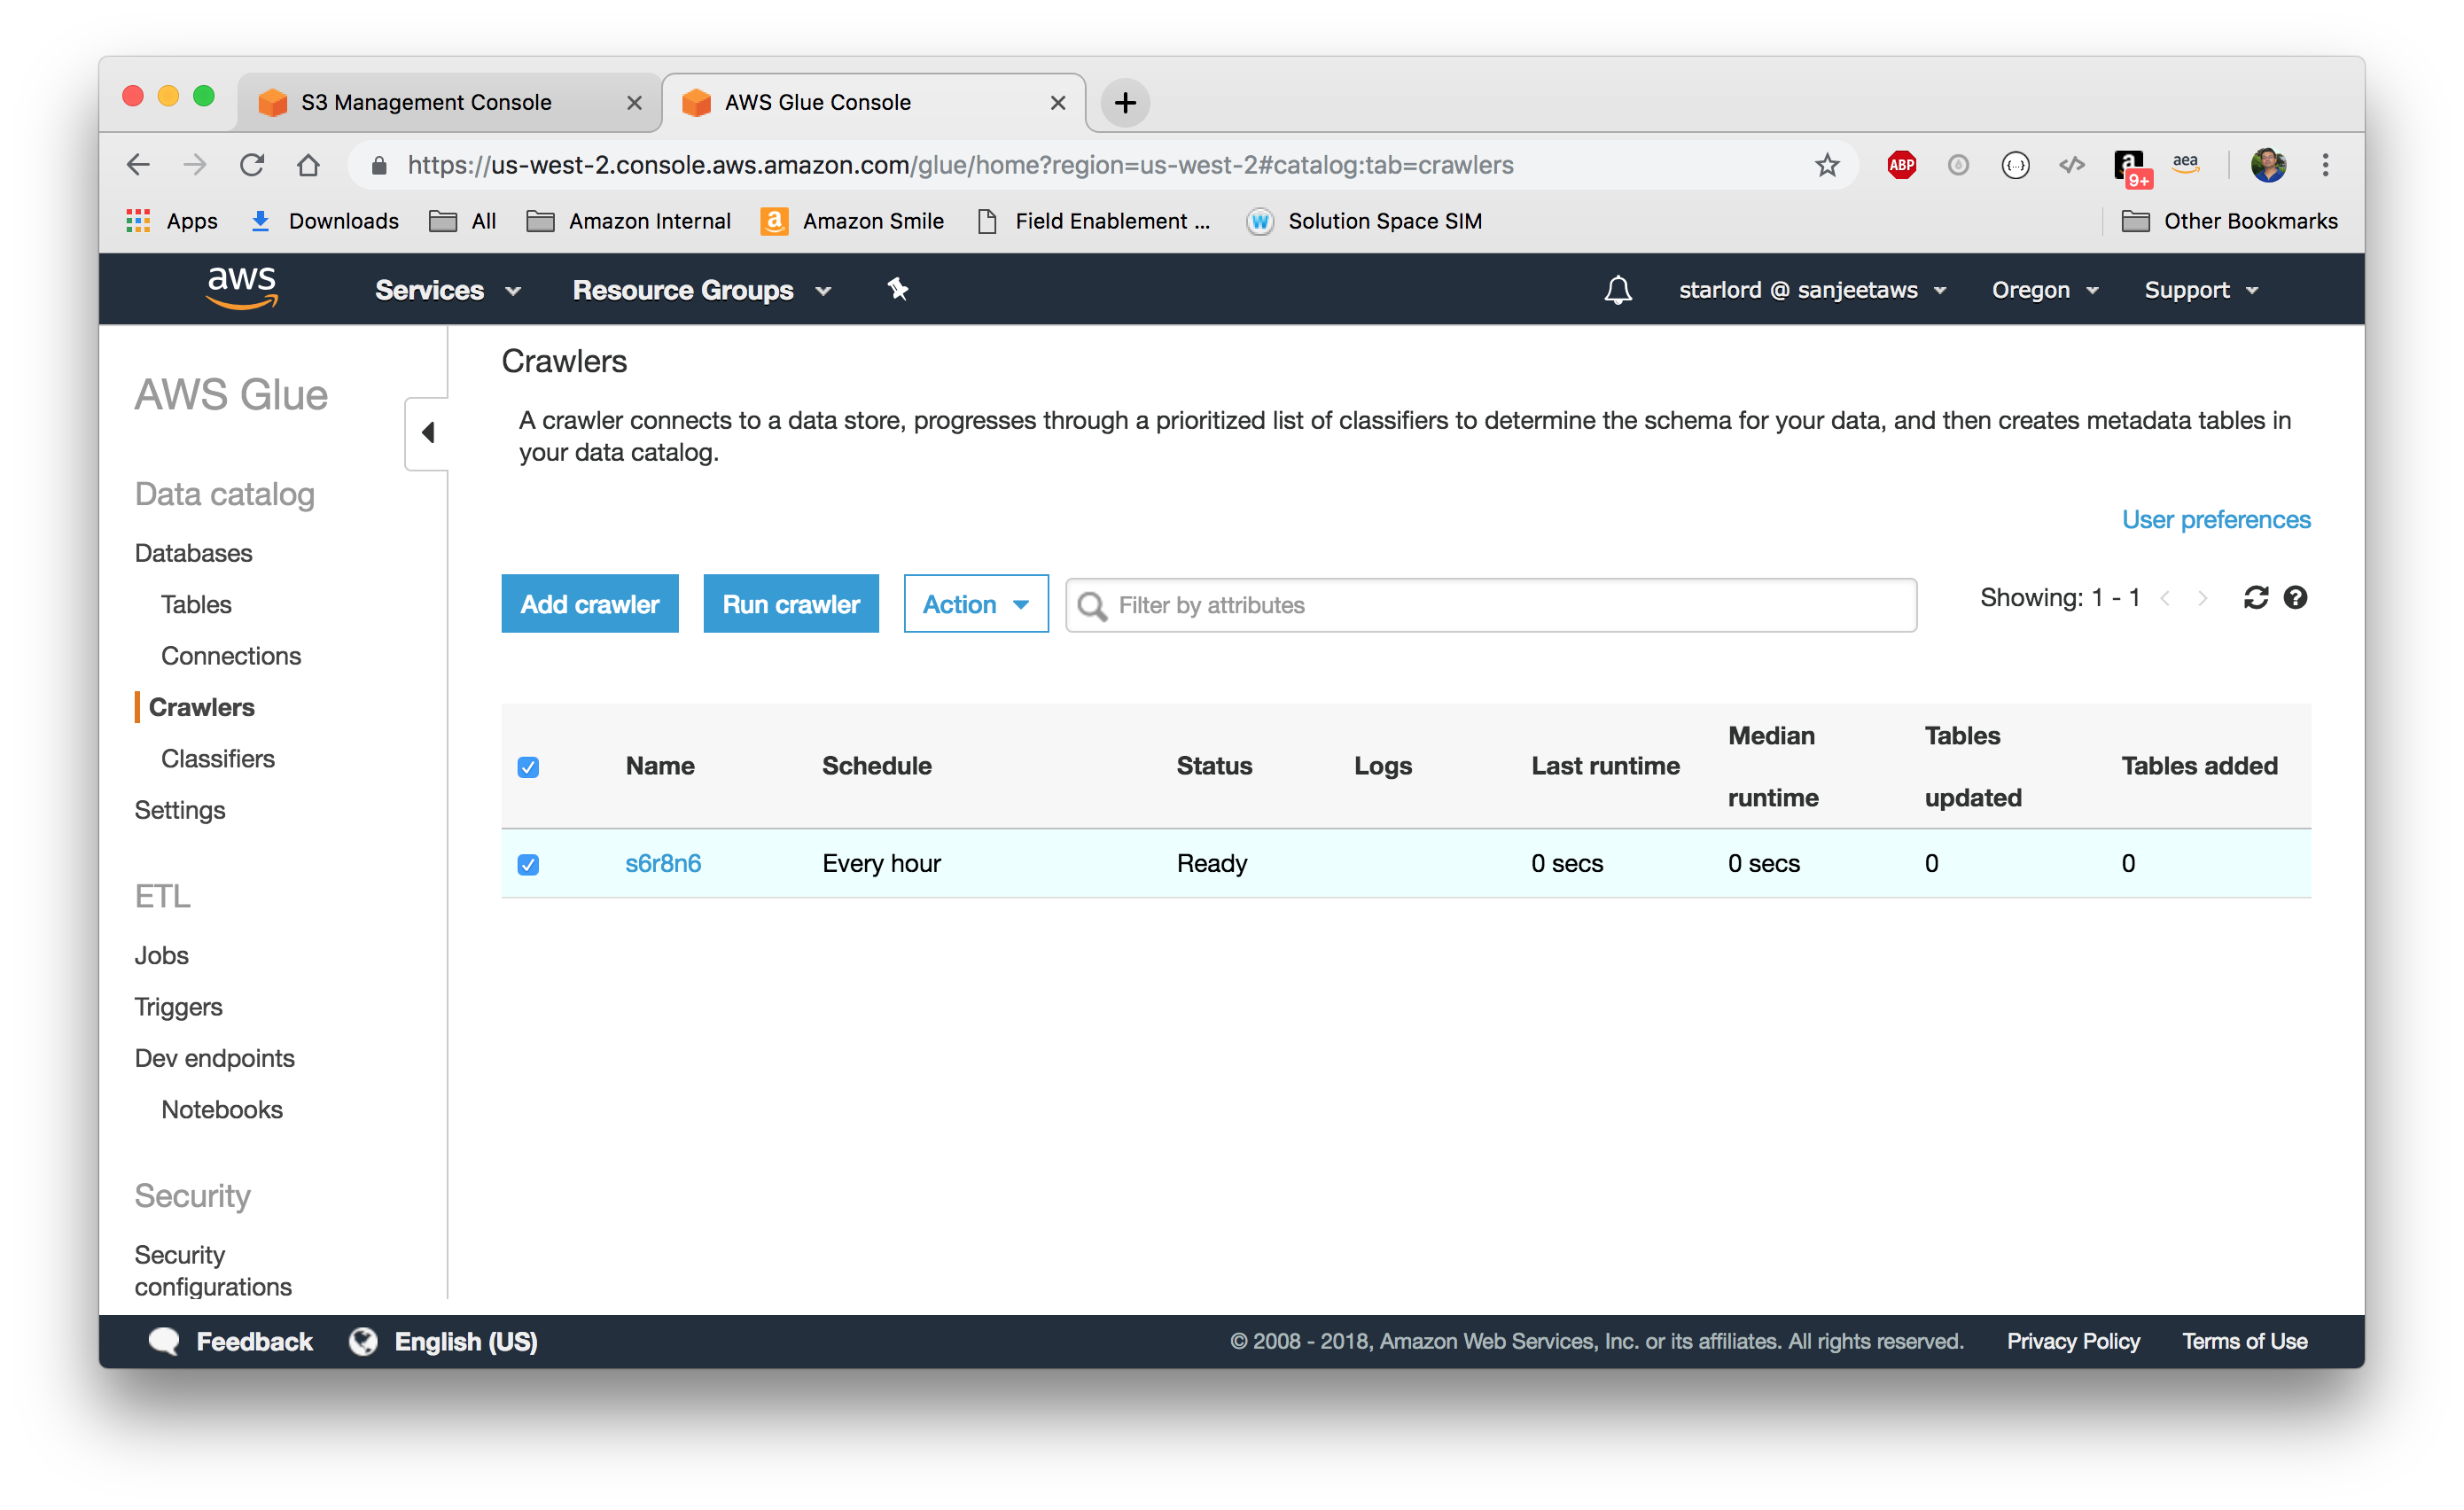 S3 Management Console
AWS Glue Console
https://us-west-2.console.aws.amazon.com/glue/home?region=us-west-2#catalog:tab=crawlers
ABP
{...}
</>
a
9+
aea
Apps
Downloads
All
Amazon Internal
a
Amazon Smile
Field Enablement ...
W
Solution Space SIM
Other Bookmarks
aws
Services
Resource Groups
starlord @ sanjeetaws
Oregon
Support
AWS Glue
Data catalog
Databases
Tables
Connections
Crawlers
Classifiers
Settings
ETL
Jobs
Triggers
Dev endpoints
Notebooks
Security
Security
configurations
Crawlers
A crawler connects to a data store, progresses through a prioritized list of classifiers to determine the schema for your data, and then creates metadata tables in
your data catalog.
User preferences
Add crawler
Run crawler
Action
Filter by attributes
Showing: 1 - 1
?
Name
Schedule
Status
Logs
Last runtime
Median
runtime
Tables
updated
Tables added
s6r8n6
Every hour
Ready
0 secs
0 secs
0
0
Feedback
English (US)
© 2008 - 2018, Amazon Web Services, Inc. or its affiliates. All rights reserved.
Privacy Policy
Terms of Use